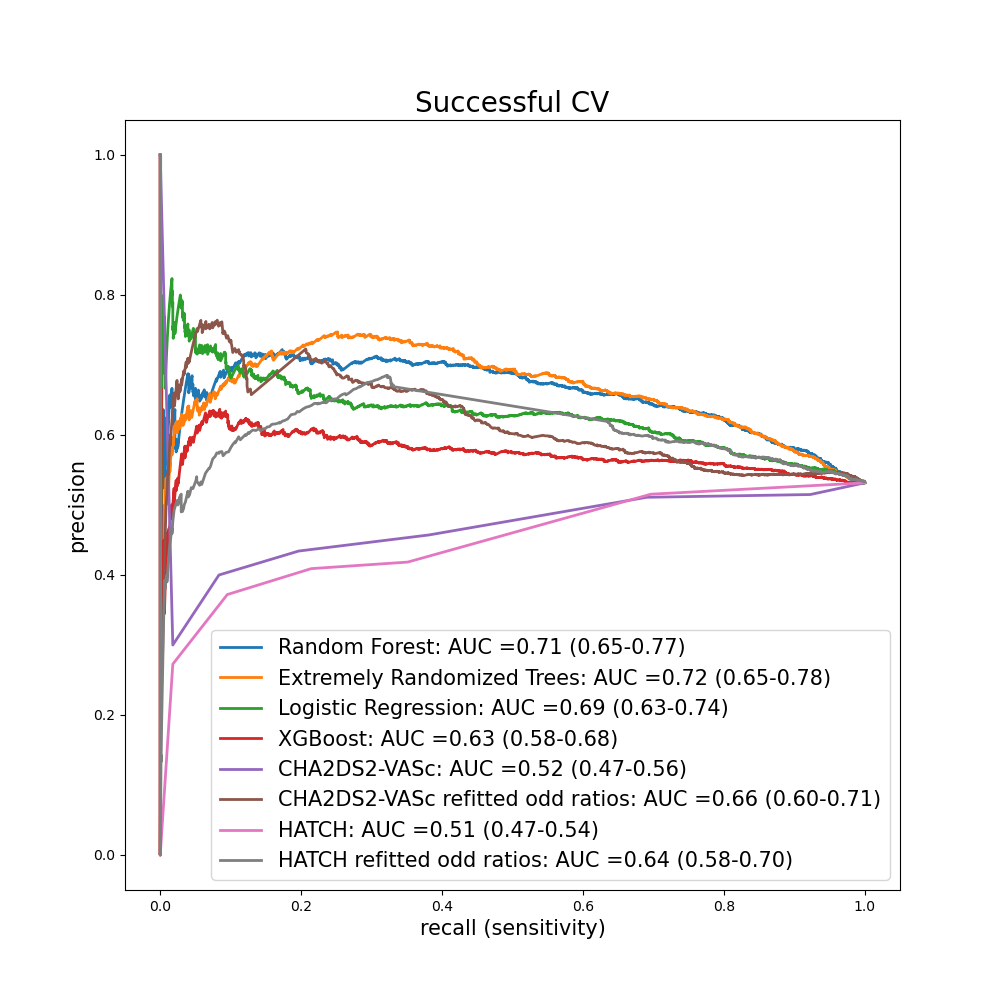 Successful CV
1.0
0.8
0.6
0.4
0.2
0.0
precision
Random Forest: AUC =0.71 (0.65-0.77)
Extremely Randomized Trees: AUC =0.72 (0.65-0.78)
Logistic Regression: AUC =0.69 (0.63-0.74)
XGBoost: AUC =0.63 (0.58-0.68)
CHA2DS2-VASc: AUC =0.52 (0.47-0.56)
CHA2DS2-VASc refitted odd ratios: AUC =0.66 (0.60-0.71)
HATCH: AUC =0.51 (0.47-0.54)
HATCH refitted odd ratios: AUC =0.64 (0.58-0.70)
0.0 0.2 0.4 0.6 0.8 1.0
recall (sensitivity)